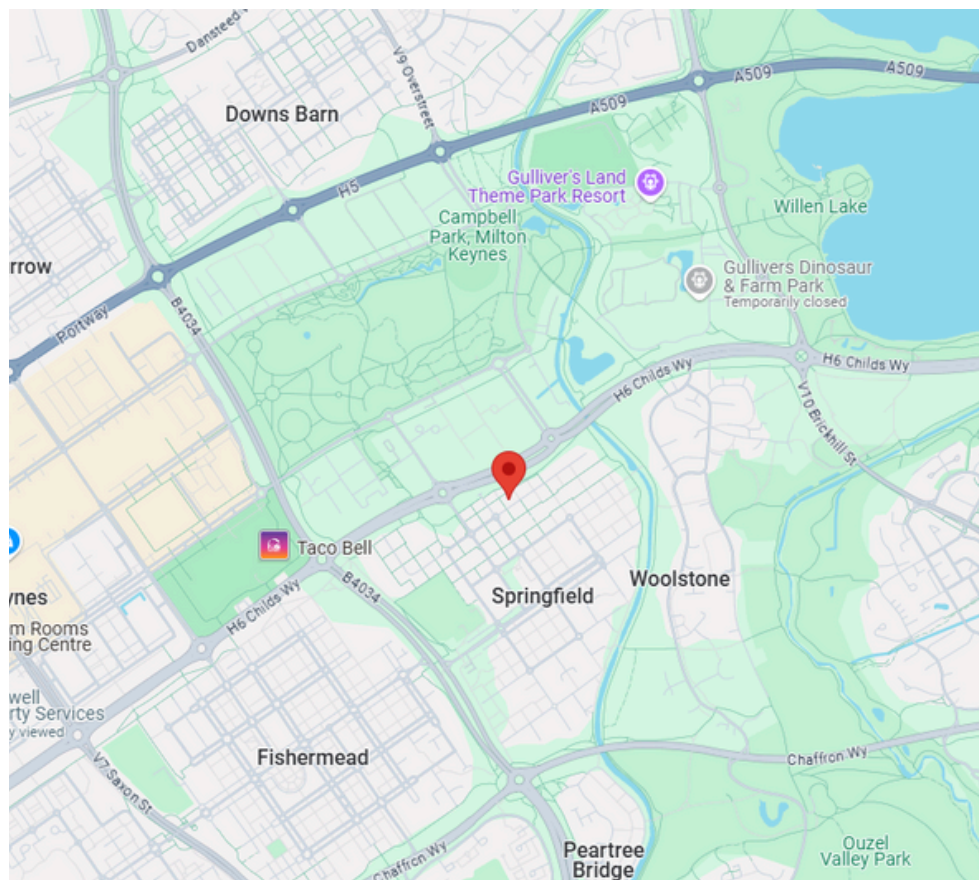 Dansteed
V9 Overstreet
A509
A509
A509
Downs Barn
H5
Gulliver's Land
Theme Park Resort
Campbell
Park, Milton
Keynes
Willen Lake
rrow
Gullivers Dinosaur
& Farm Park
Temporarily closed
B4034
Portway
H6 Childs Wy
H6 Childs Wy
V10 Brickhill St
Taco Bell
B4034
Woolstone
Springfield
ynes
H6 Childs Wy
m Rooms
ing Centre
well
rty Services
y viewed
Fishermead
V7 Saxon St
Chaffron Wy
Chaffron Wy
Peartree
Bridge
Ouzel
Valley Park